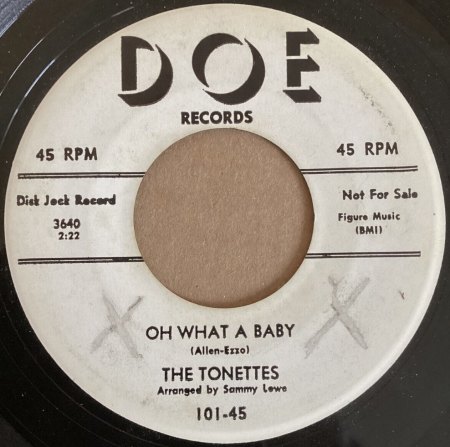 DOE
RECORDS
45 RPM
45 RPM
Disk Jock Record
Not For Sale
3640
2:22
Figure Music
(BMI)
OH WHAT A BABY
(Allen-Ezzo)
THE TONETTES
Arranged by Sammy Lowe
101-45